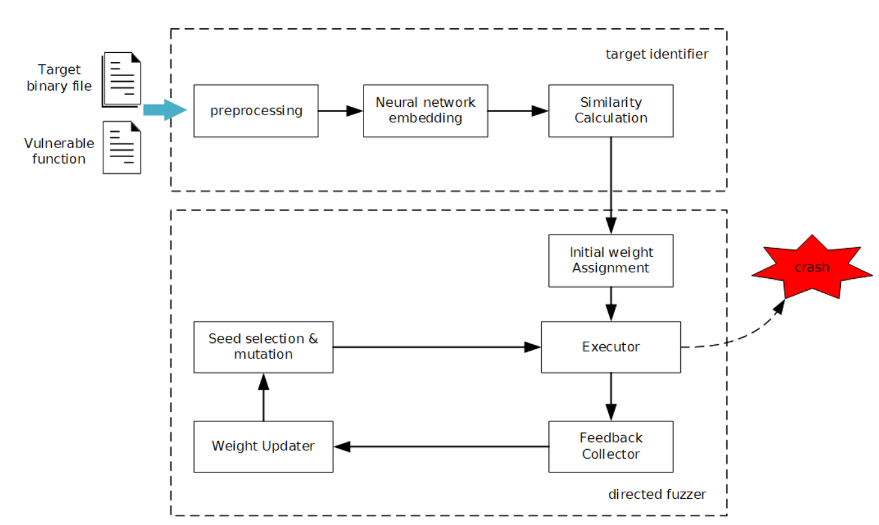 target identifier
Target
binary file
Vulnerable
function
preprocessing
Neural network
embedding
Similarity
Calculation
Initial weight
Assignment
crash
Seed selection &
mutation
Executor
Weight Updater
Feedback
Collector
directed fuzzer